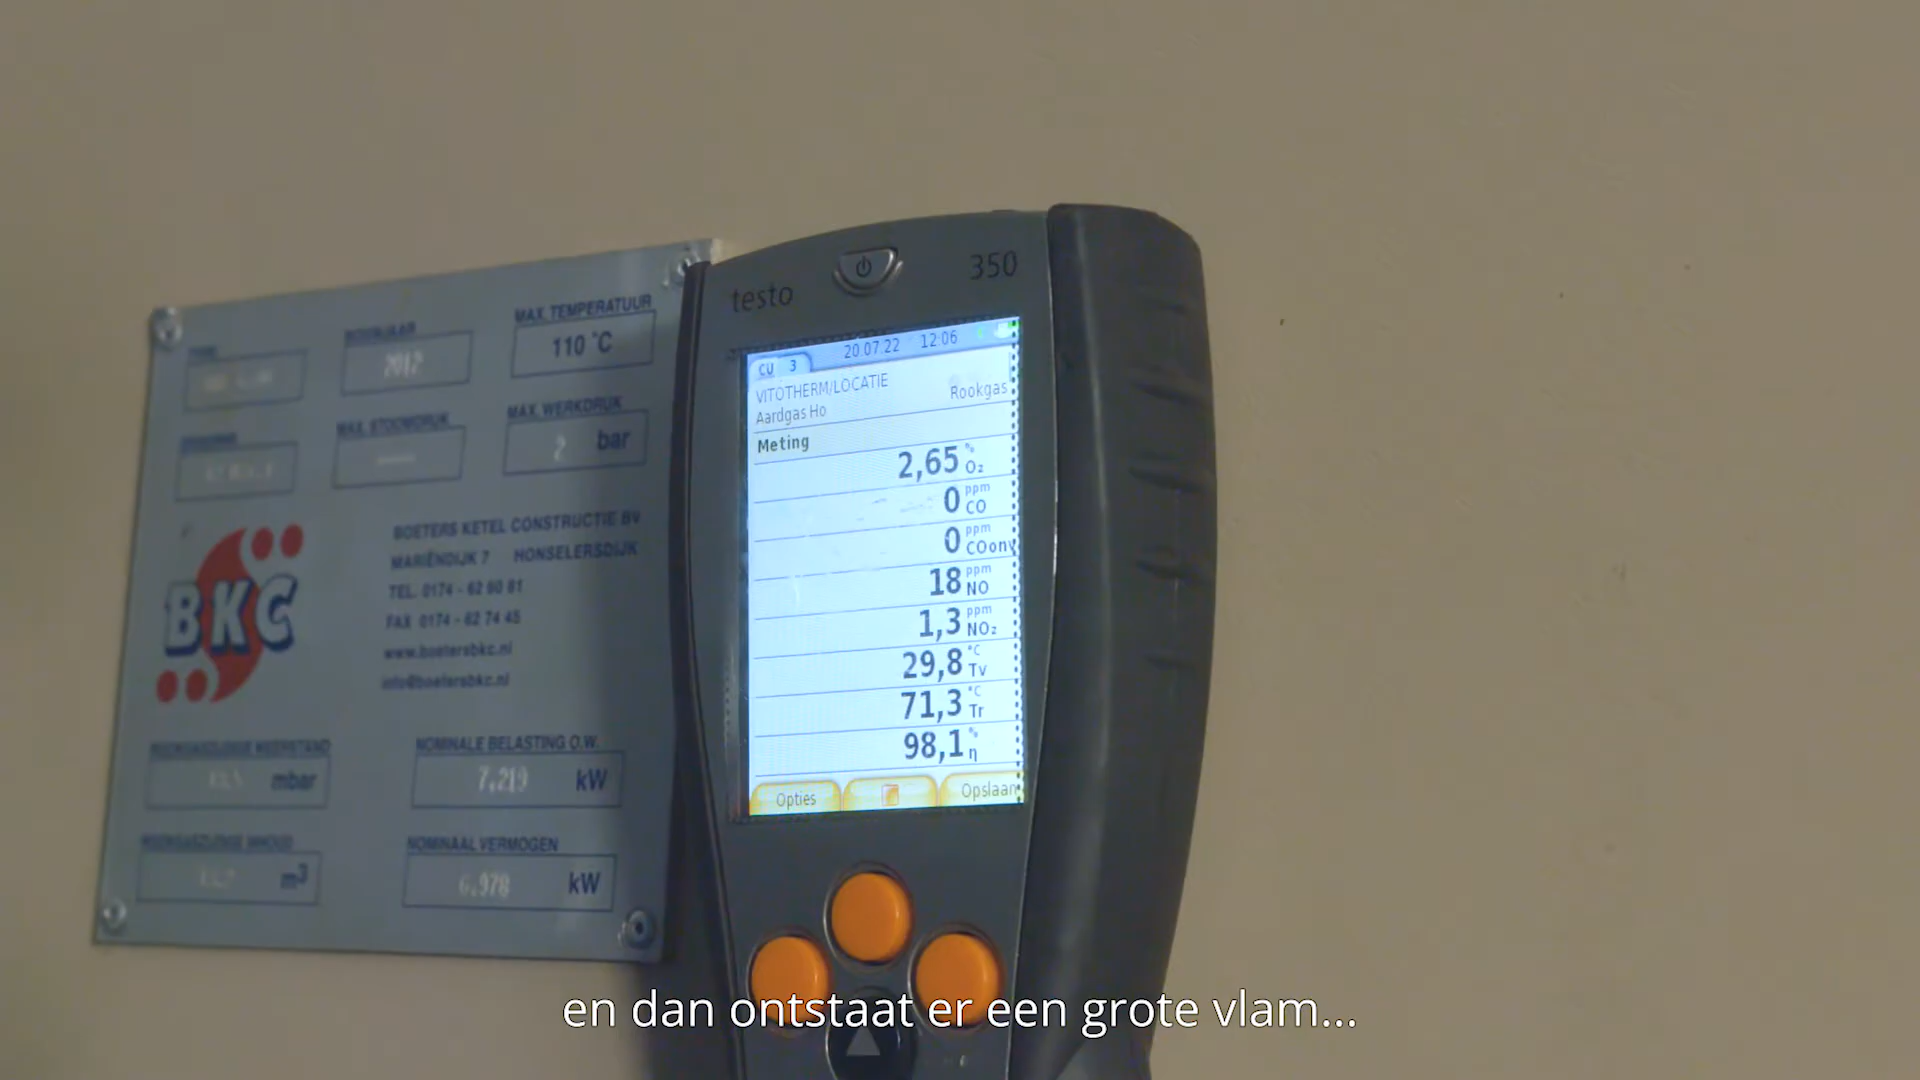 BOUWJAAR
2012
MAX. TEMPERATUUR
110 °C
MAX. STOOMDRUK
MAX. WERKDRUK
2 bar
BKC
BOETERS KETEL CONSTRUCTIE BV
MARIËNDIJK 7 HONSELERSDIJK
TEL. 0174 - 62 60 81
FAX 0174 - 62 74 45
www.boetersbkc.nl
info@boetersbkc.nl
mbar
NOMINALE BELASTING O.W.
7.219 kW
m³
NOMINAAL VERMOGEN
6.978 kW
testo
350
CU 3 20.07.22 12:06
VITOTHERM/LOCATIE
Aardgas Ho Rookgas
Meting
2,65 % O₂
0 ppm CO
0 ppm COonv
18 ppm NO
1,3 ppm NO₂
29,8 °C Tv
71,3 °C Tr
98,1 % η
Opties Opslaan
en dan ontstaat er een grote vlam...